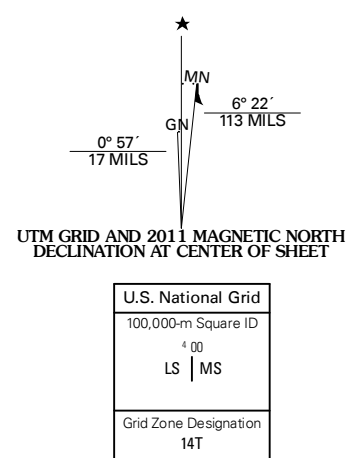 MN
6° 22´
113 MILS
GN
0° 57´
17 MILS
UTM GRID AND 2011 MAGNETIC NORTH
DECLINATION AT CENTER OF SHEET
U.S. National Grid
100,000-m Square ID
4 00
LS MS
Grid Zone Designation
14T